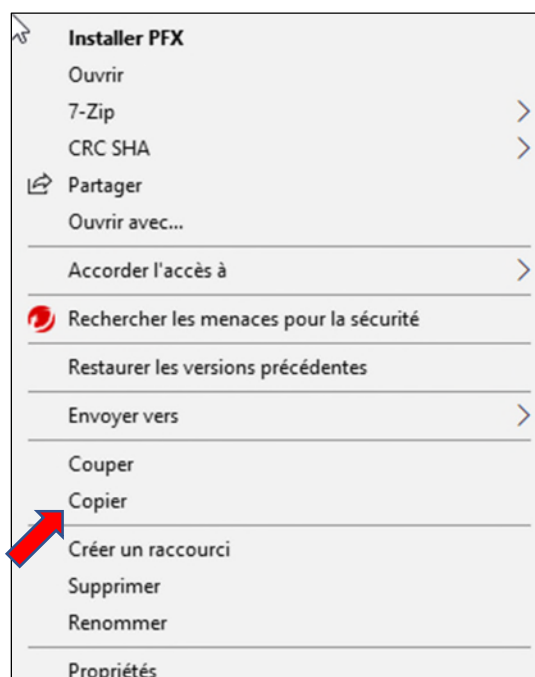 Installer PFX
Ouvrir
7-Zip
CRC SHA
Partager
Ouvrir avec...
Accorder l'accès à
Rechercher les menaces pour la sécurité
Restaurer les versions précédentes
Envoyer vers
Couper
Copier
Créer un raccourci
Supprimer
Renommer
Propriétés